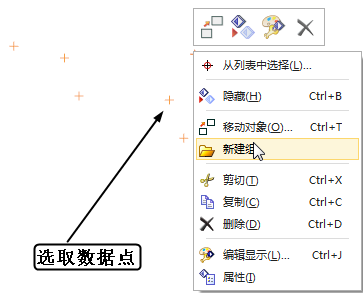 从列表中选择(L)...
隐藏(H) Ctrl+B
移动对象(O)... Ctrl+T
新建组
剪切(T) Ctrl+X
复制(C) Ctrl+C
删除(D) Ctrl+D
编辑显示(L)... Ctrl+J
属性(I)
选取数据点